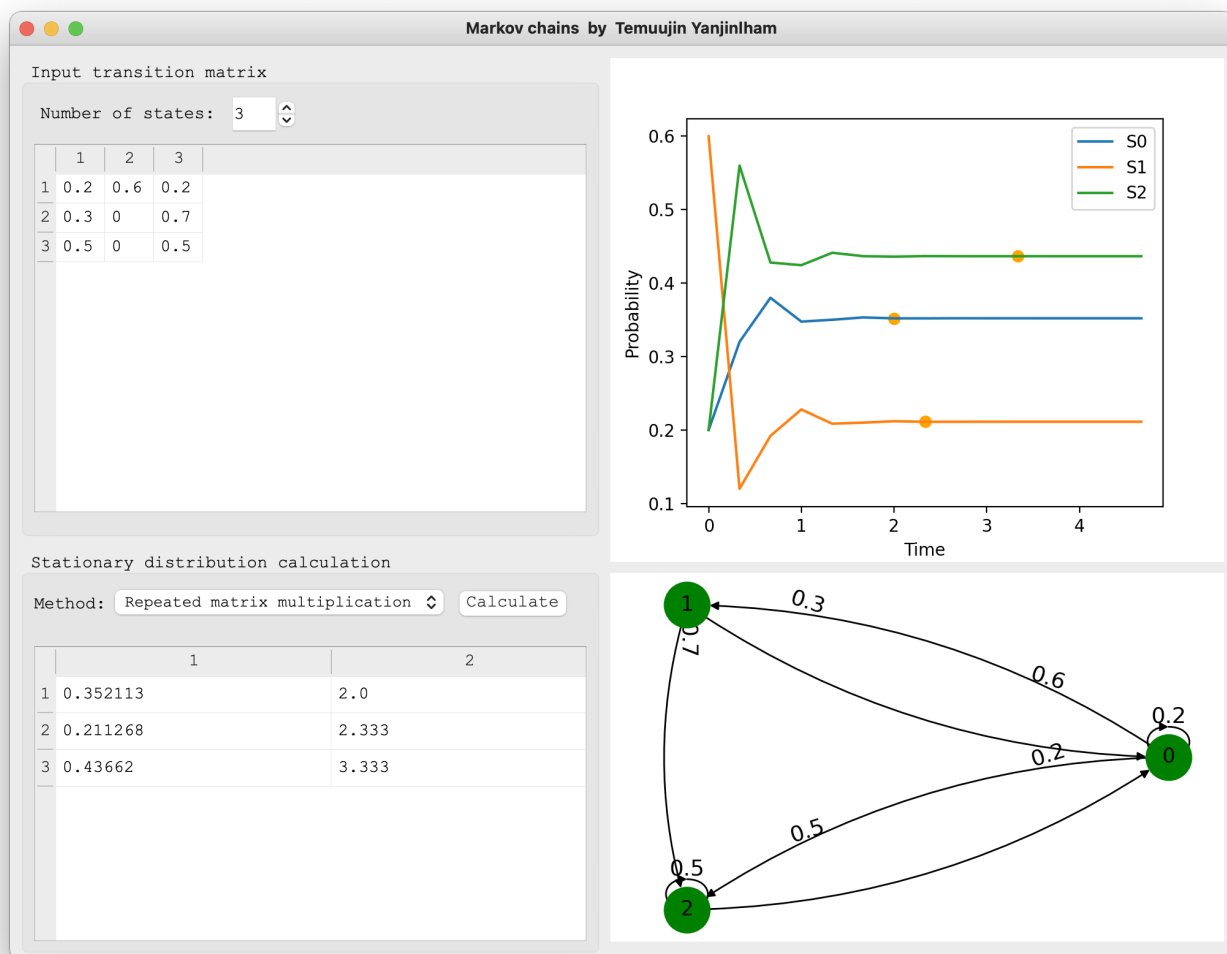 Markov chains by Temuujin Yanjinlham
Input transition matrix
Number of states: 3
1 2 3
1 0.2 0.6 0.2
2 0.3 0 0.7
3 0.5 0 0.5
Stationary distribution calculation
Method: Repeated matrix multiplication Calculate
1 2
1 0.352113 2.0
2 0.211268 2.333
3 0.43662 3.333
S0
S1
S2
0.6
0.5
0.4
0.3
0.2
0.1
Probability
0 1 2 3 4
Time
1
0.3
0.7
0.6
0.2
0
0.2
0.5
0.5
2